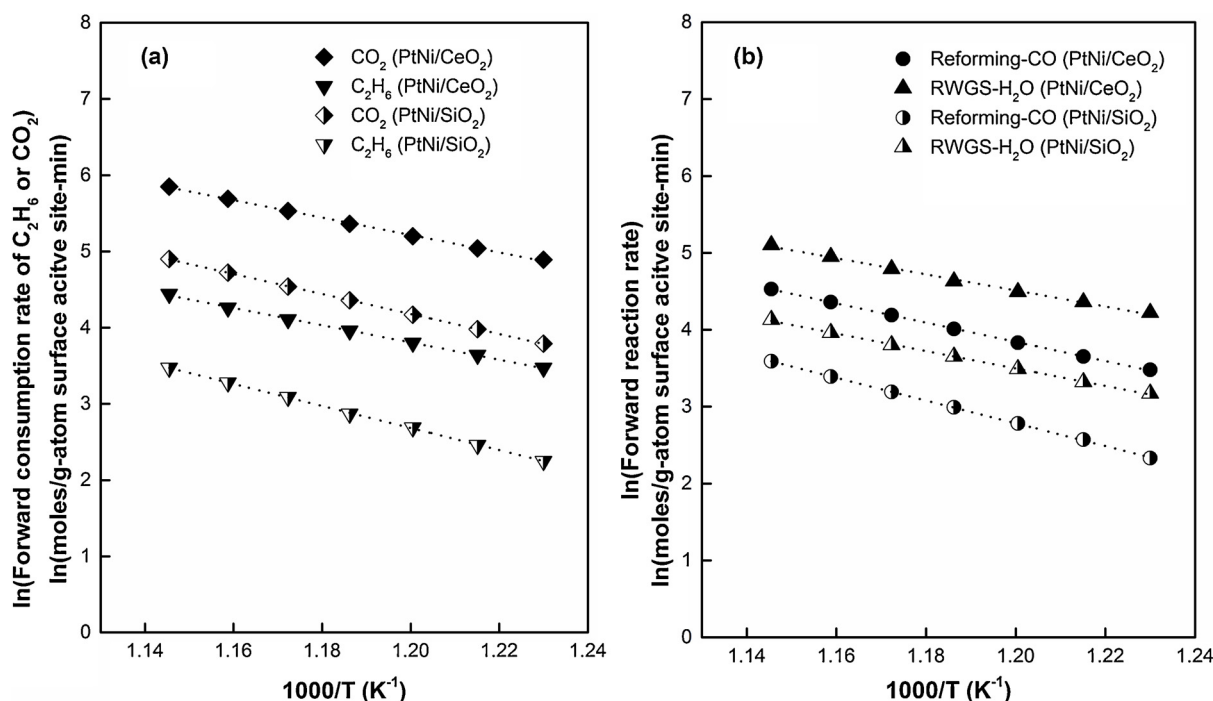 (a)
CO₂ (PtNi/CeO₂)
C₂H₆ (PtNi/CeO₂)
CO₂ (PtNi/SiO₂)
C₂H₆ (PtNi/SiO₂)
ln(Forward consumption rate of C₂H₆ or CO₂)
ln(moles/g-atom surface acitve site-min)
8
7
6
5
4
3
2
1
0
1.14
1.16
1.18
1.20
1.22
1.24
1000/T (K⁻¹)
(b)
Reforming-CO (PtNi/CeO₂)
RWGS-H₂O (PtNi/CeO₂)
Reforming-CO (PtNi/SiO₂)
RWGS-H₂O (PtNi/SiO₂)
ln(Forward reaction rate)
ln(moles/g-atom surface acitve site-min)
8
7
6
5
4
3
2
1
0
1.14
1.16
1.18
1.20
1.22
1.24
1000/T (K⁻¹)